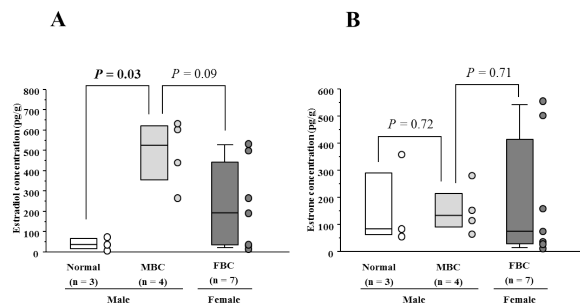 A
B
P = 0.03
P = 0.09
P = 0.71
P = 0.72
Estradiol concentration (pg/g)
800
700
600
500
400
300
200
100
0
Estrone concentration (pg/g)
600
500
400
300
200
100
0
Normal
(n = 3)
MBC
(n = 4)
FBC
(n = 7)
Male
Female
Normal
(n = 3)
MBC
(n = 4)
FBC
(n = 7)
Male
Female